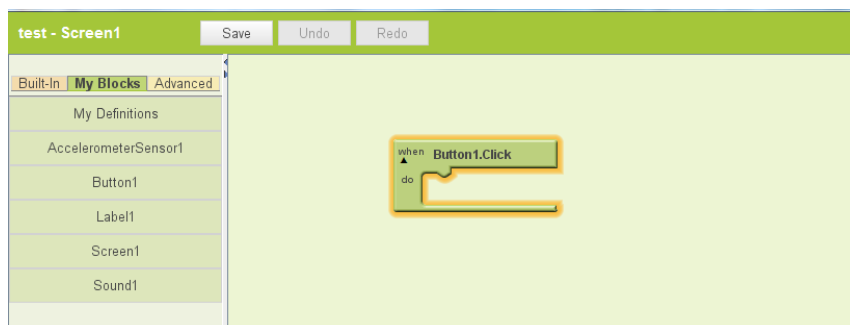 test - Screen1 Save Undo Redo
Built-In My Blocks Advanced
My Definitions
AccelerometerSensor1
Button1
Label1
Screen1
Sound1
when Button1.Click
do